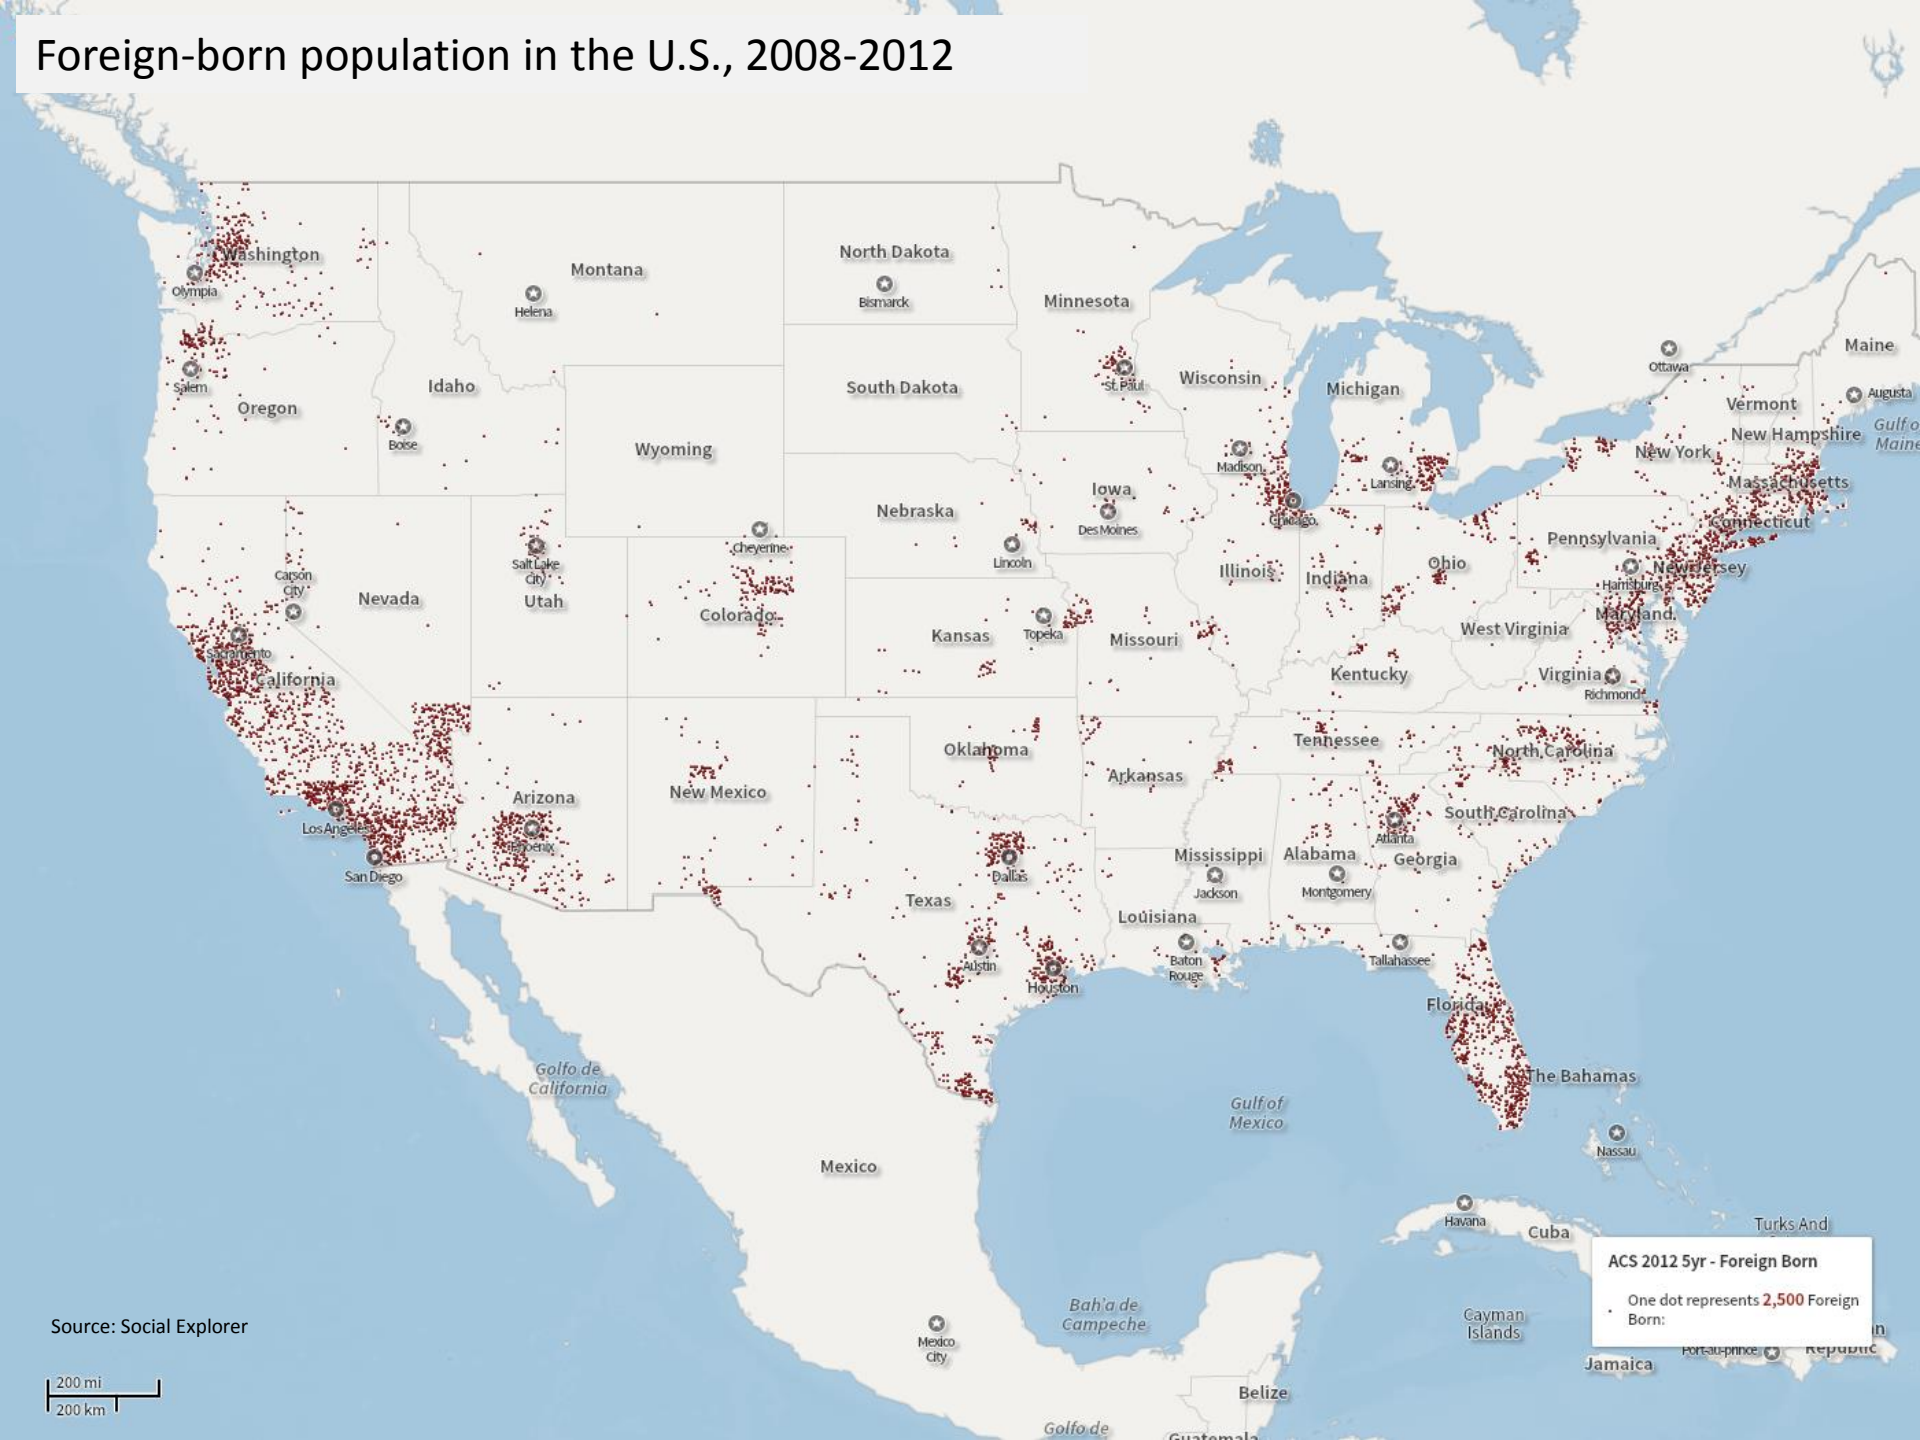 Foreign-born population in the U.S., 2008-2012
Washington
Olympia
Montana
Helena
North Dakota
Bismarck
Minnesota
St. Paul
Salem
Oregon
Idaho
Boise
South Dakota
Wisconsin
Madison
Michigan
Lansing
Ottawa
Maine
Augusta
Vermont
New Hampshire
Gulf o
Maine
New York
Massachusetts
Connecticut
Wyoming
Cheyenne
Nebraska
Lincoln
Iowa
Des Moines
Chicago
Pennsylvania
Harrisburg
New Jersey
Carson
City
Nevada
Salt Lake
City
Utah
Colorado
Kansas
Topeka
Missouri
Illinois
Indiana
Ohio
West Virginia
Maryland
Virginia
Richmond
Kentucky
Sacramento
California
Los Angeles
San Diego
Arizona
Phoenix
New Mexico
Oklahoma
Arkansas
Tennessee
North Carolina
South Carolina
Atlanta
Georgia
Mississippi
Jackson
Alabama
Montgomery
Texas
Dallas
Austin
Houston
Louisiana
Baton
Rouge
Tallahassee
Florida
The Bahamas
Nassau
Golfo de
California
Gulf of
Mexico
Mexico
Havana
Cuba
Turks And
Mexico
City
Bah'a de
Campeche
Cayman
Islands
Jamaica
Port-au-prince
Republic
Belize
Golfo de
Guatemala
ACS 2012 5yr - Foreign Born
One dot represents 2,500 Foreign
Born:
Source: Social Explorer
200 mi
200 km